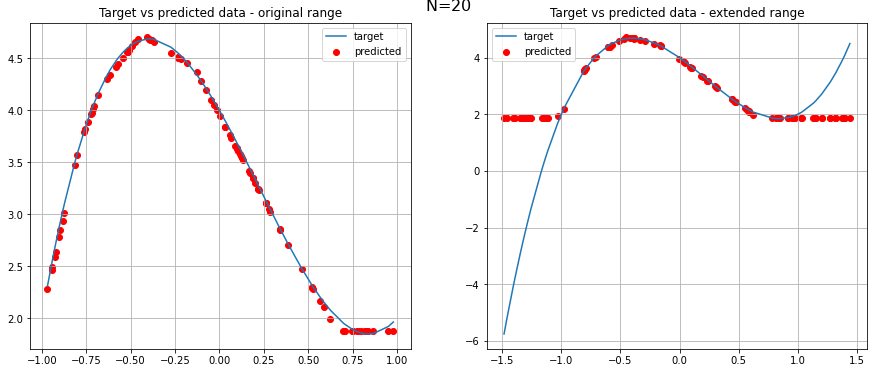 N=20
Target vs predicted data - original range
target
predicted
4.5
4.0
3.5
3.0
2.5
2.0
-1.00 -0.75 -0.50 -0.25 0.00 0.25 0.50 0.75 1.00
Target vs predicted data - extended range
target
predicted
4
2
0
−2
−4
−6
−1.5 −1.0 −0.5 0.0 0.5 1.0 1.5